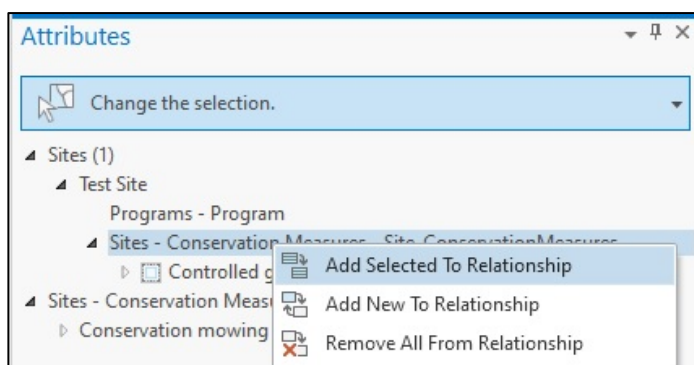 Attributes
Change the selection.
Sites (1)
Test Site
Programs - Program
Sites - Conservation Measures - Site_ConservationMeasures
Controlled g
Add Selected To Relationship
Sites - Conservation Measu
Add New To Relationship
Conservation mowing
Remove All From Relationship